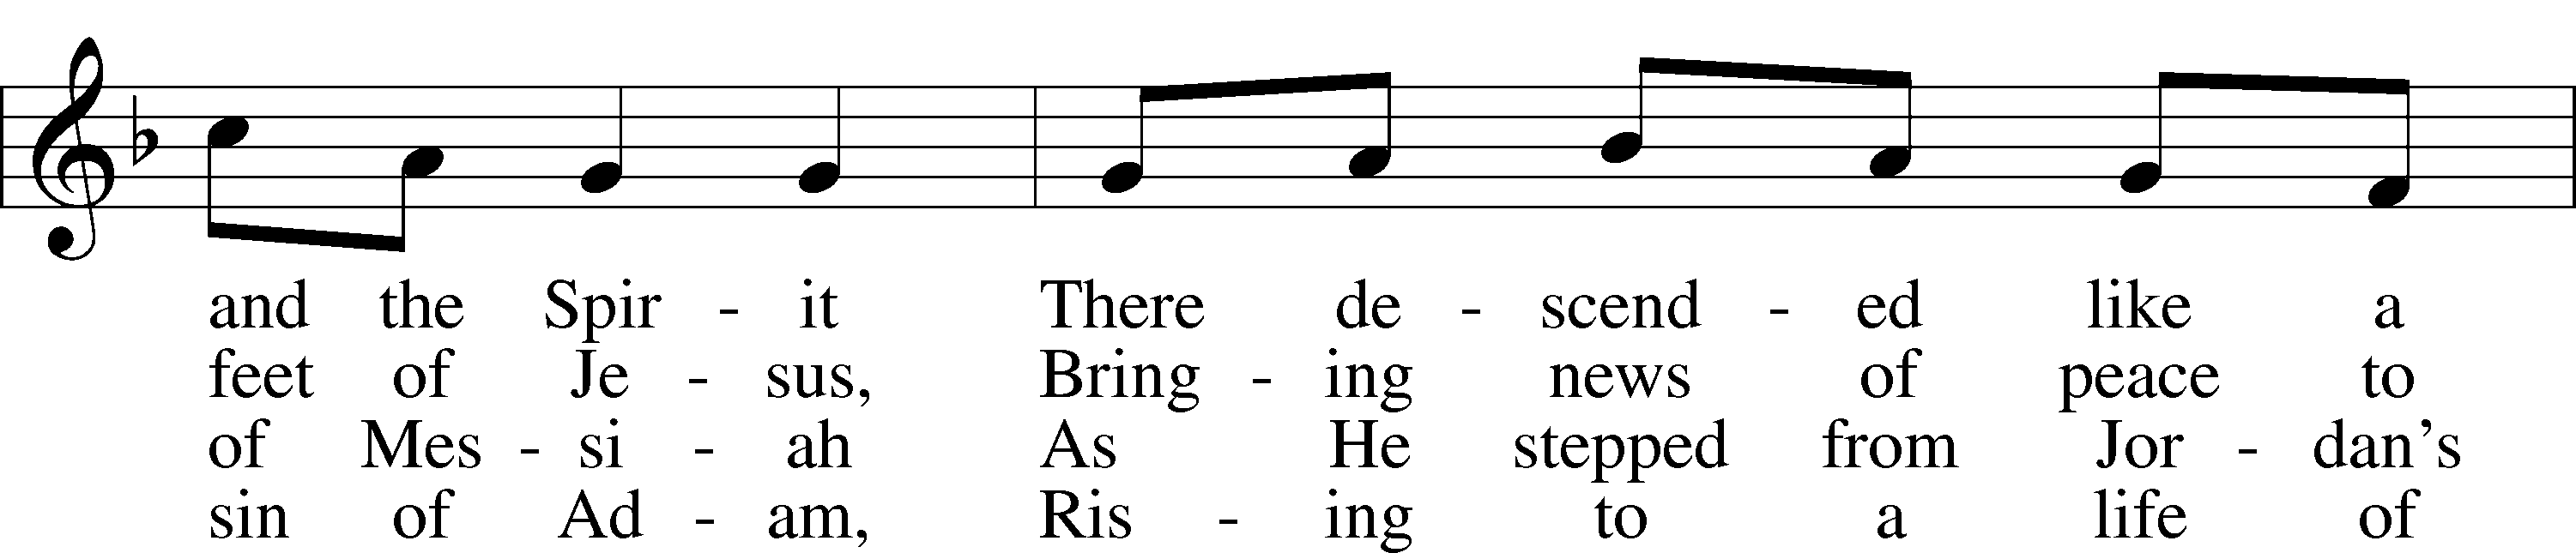 and the Spir - it There de - scend - ed like a
feet of Je - sus, Bring - ing news of peace to
of Mes - si - ah As He stepped from Jor - dan's
sin of Ad - am, Ris - ing to a life of